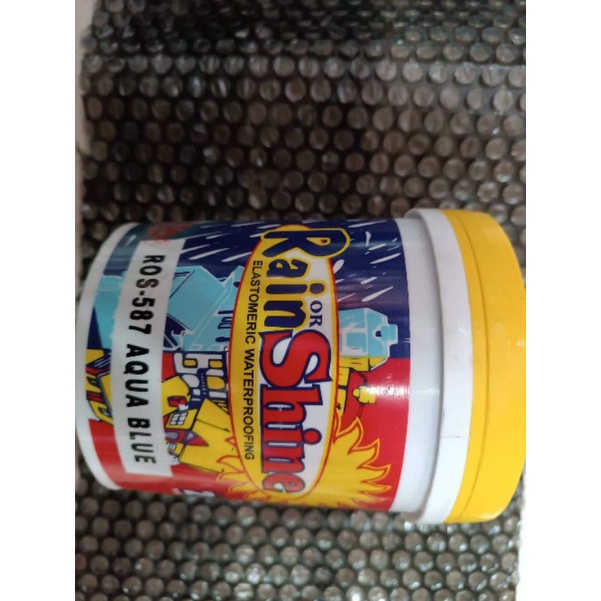 Rain
OR
Shine
ELASTOMERIC WATERPROOFING
ROS-587 AQUA BLUE